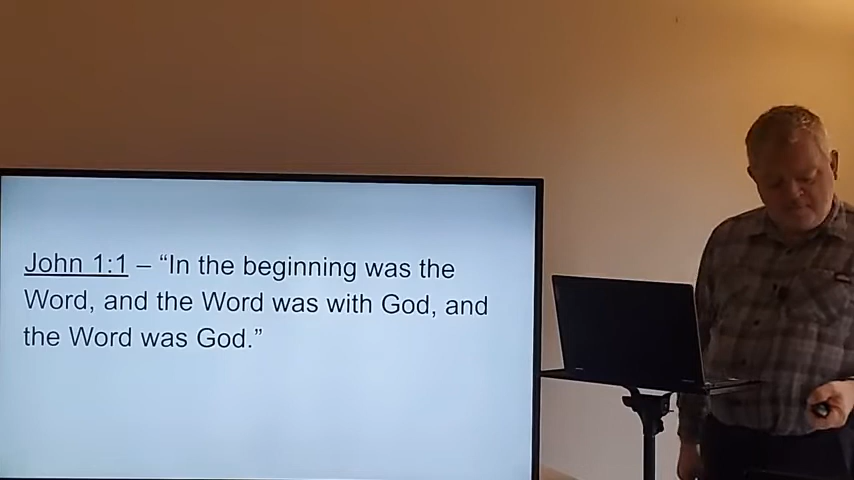 John 1:1 – “In the beginning was the
Word, and the Word was with God, and
the Word was God.”